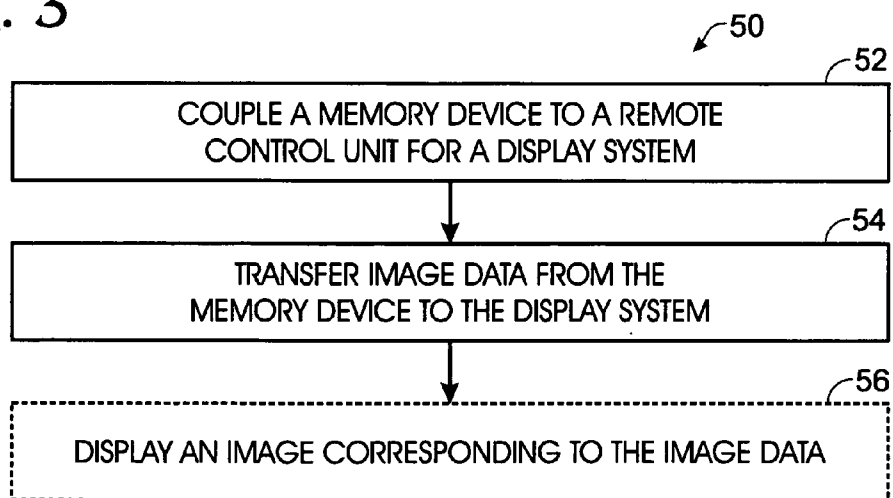 . 3
50
52
COUPLE A MEMORY DEVICE TO A REMOTE
CONTROL UNIT FOR A DISPLAY SYSTEM
54
TRANSFER IMAGE DATA FROM THE
MEMORY DEVICE TO THE DISPLAY SYSTEM
56
DISPLAY AN IMAGE CORRESPONDING TO THE IMAGE DATA